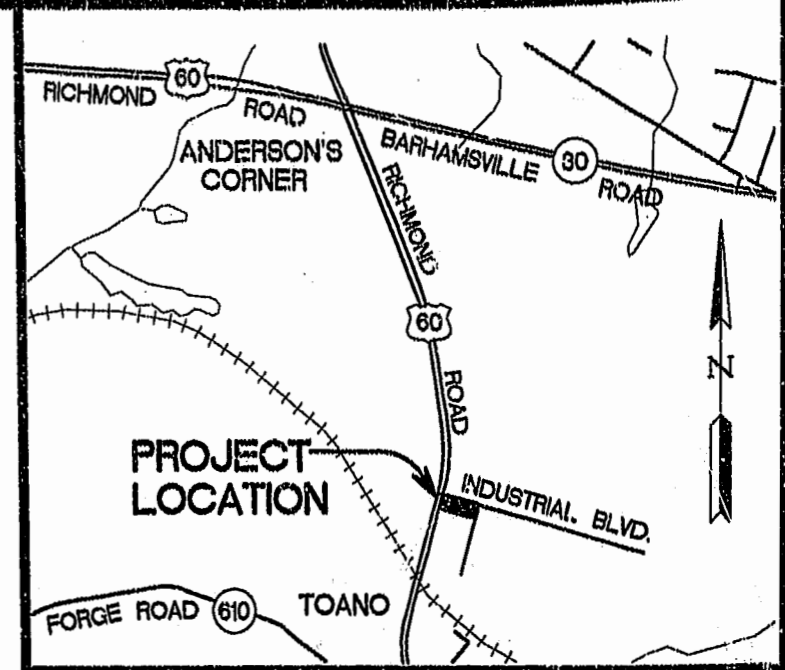 60
RICHMOND
ROAD
ANDERSON'S
CORNER
BARHAMSVILLE
30
ROAD
RICHMOND
60
ROAD
N
PROJECT
LOCATION
INDUSTRIAL BLVD.
FORGE ROAD
610
TOANO